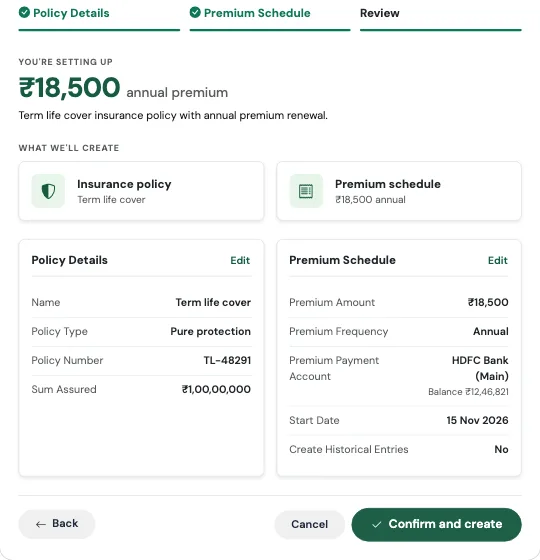 Policy Details
Premium Schedule
Review
YOU'RE SETTING UP
₹18,500 annual premium
Term life cover insurance policy with annual premium renewal.
WHAT WE'LL CREATE
Insurance policy
Term life cover
Premium schedule
₹18,500 annual
Policy Details Edit
Name Term life cover
Policy Type Pure protection
Policy Number TL-48291
Sum Assured ₹1,00,00,000
Premium Schedule Edit
Premium Amount ₹18,500
Premium Frequency Annual
Premium Payment HDFC Bank
Account (Main)
Balance ₹12,46,821
Start Date 15 Nov 2026
Create Historical Entries No
← Back
Cancel
Confirm and create